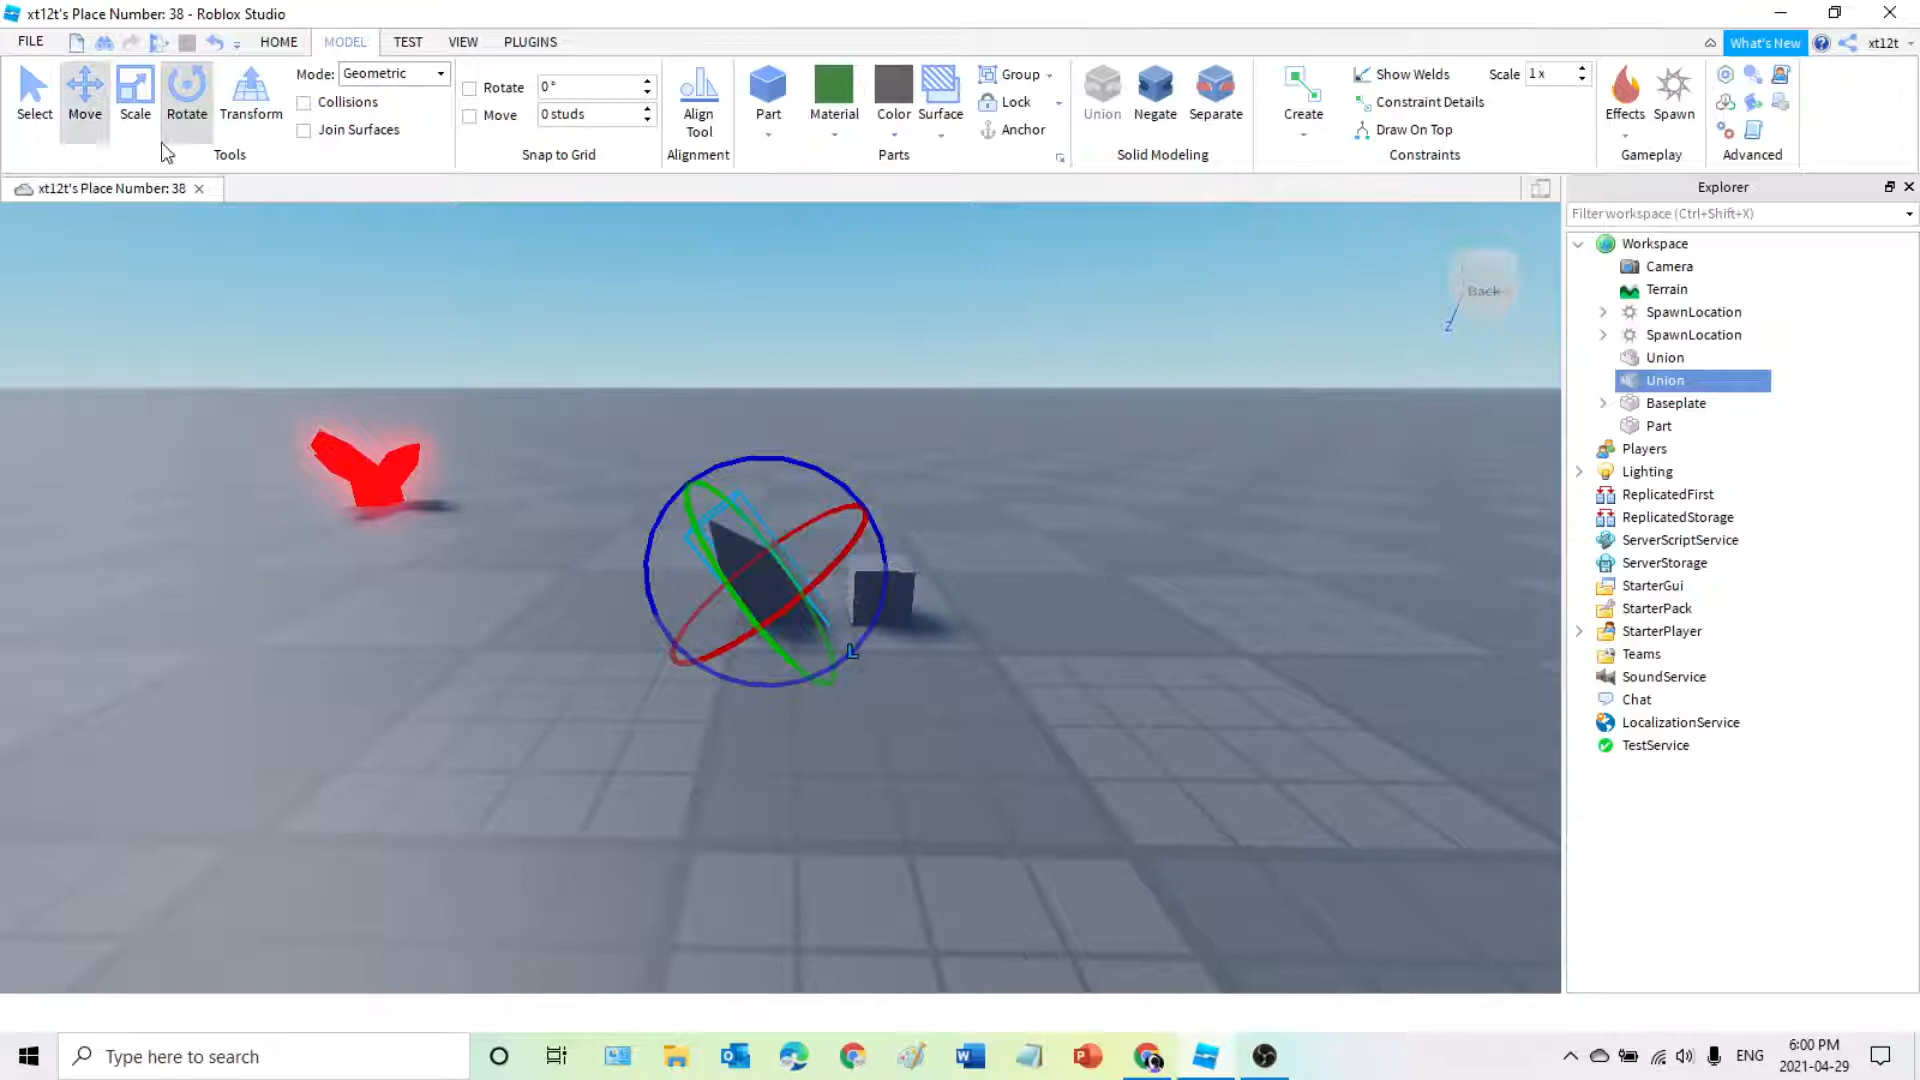 xt12t's Place Number: 38 - Roblox Studio
FILE HOME MODEL TEST VIEW PLUGINS What's New xt12t
Select Move Scale Rotate Transform
Mode: Geometric
Collisions
Join Surfaces
Tools
Rotate 0°
Move 0 studs
Snap to Grid
Align
Tool
Alignment
Part Material Color Surface
Group
Lock
Anchor
Parts
Union Negate Separate
Solid Modeling
Create
Show Welds Scale 1 x
Constraint Details
Draw On Top
Constraints
Effects Spawn
Gameplay
Advanced
xt12t's Place Number: 38
Explorer
Filter workspace (Ctrl+Shift+X)
Workspace
Camera
Terrain
SpawnLocation
SpawnLocation
Union
Union
Baseplate
Part
Players
Lighting
ReplicatedFirst
ReplicatedStorage
ServerScriptService
ServerStorage
StarterGui
StarterPack
StarterPlayer
Teams
SoundService
Chat
LocalizationService
TestService
Back
Z
L
Type here to search
ENG
6:00 PM
2021-04-29